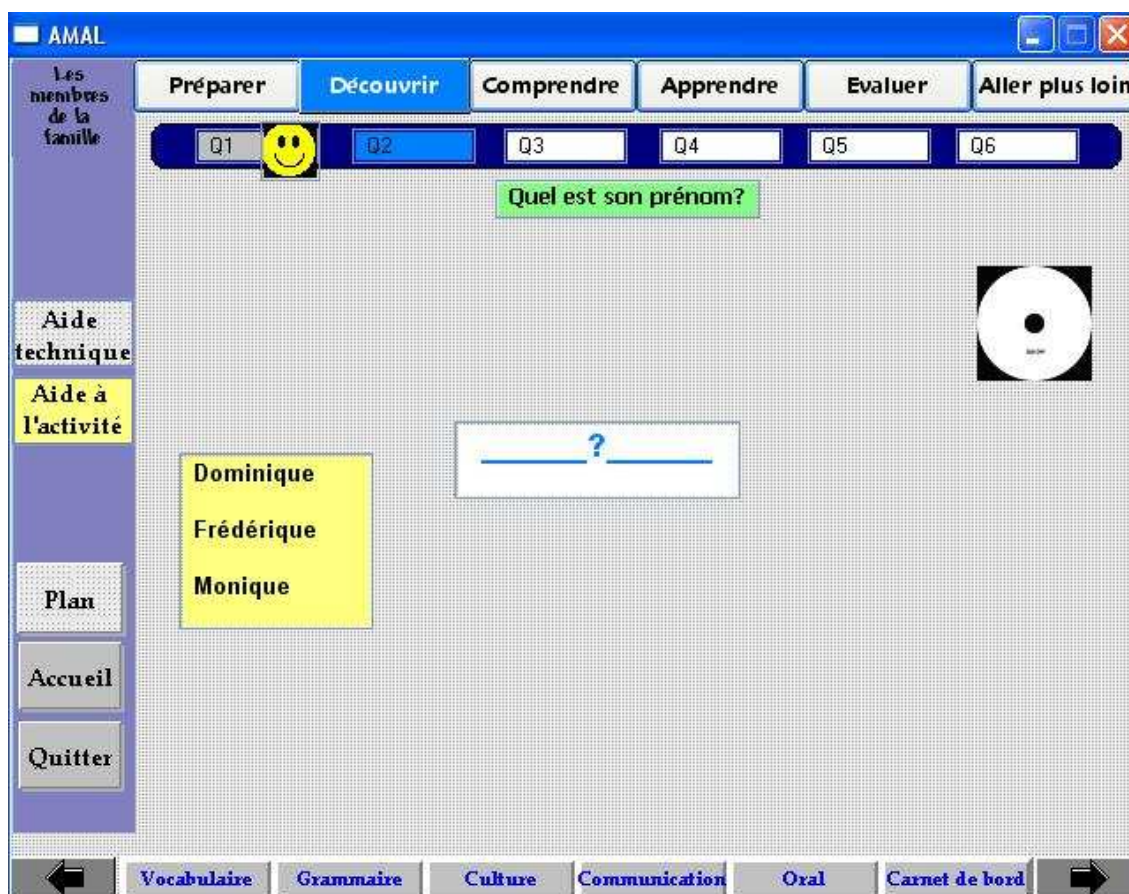 AMAL
Les
membres
de la
famille
Préparer
Découvrir
Comprendre
Apprendre
Evaluer
Aller plus loin
Q1
Q2
Q3
Q4
Q5
Q6
Quel est son prénom?
Aide
technique
Aide à
l'activité
______?______
Dominique
Frédérique
Monique
Plan
Accueil
Quitter
Vocabulaire
Grammaire
Culture
Communication
Oral
Carnet de bord